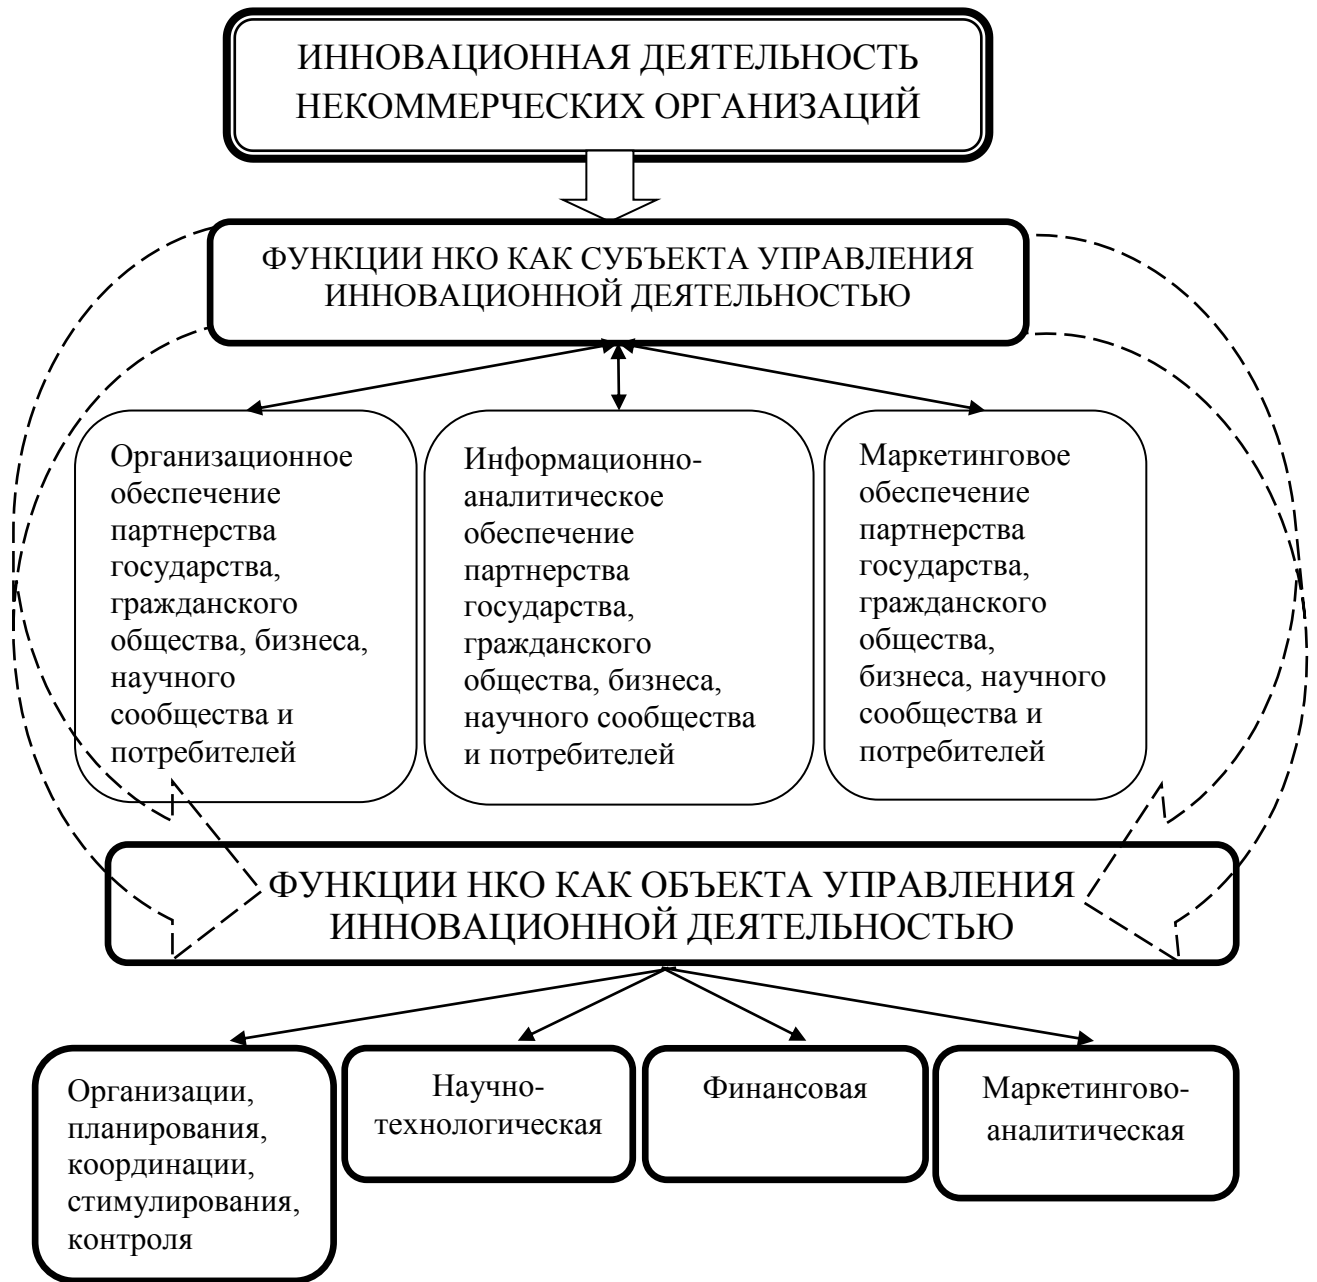 ИННОВАЦИОННАЯ ДЕЯТЕЛЬНОСТЬ
НЕКОММЕРЧЕСКИХ ОРГАНИЗАЦИЙ
ФУНКЦИИ НКО КАК СУБЪЕКТА УПРАВЛЕНИЯ
ИННОВАЦИОННОЙ ДЕЯТЕЛЬНОСТЬЮ
Организационное
обеспечение
партнерства
государства,
гражданского
общества, бизнеса,
научного
сообщества и
потребителей
Информационно-
аналитическое
обеспечение
партнерства
государства,
гражданского
общества, бизнеса,
научного сообщества
и потребителей
Маркетинговое
обеспечение
партнерства
государства,
гражданского
общества,
бизнеса, научного
сообщества и
потребителей
ФУНКЦИИ НКО КАК ОБЪЕКТА УПРАВЛЕНИЯ
ИННОВАЦИОННОЙ ДЕЯТЕЛЬНОСТЬЮ
Организации,
планирования,
координации,
стимулирования,
контроля
Научно-
технологическая
Финансовая
Маркетингово-
аналитическая